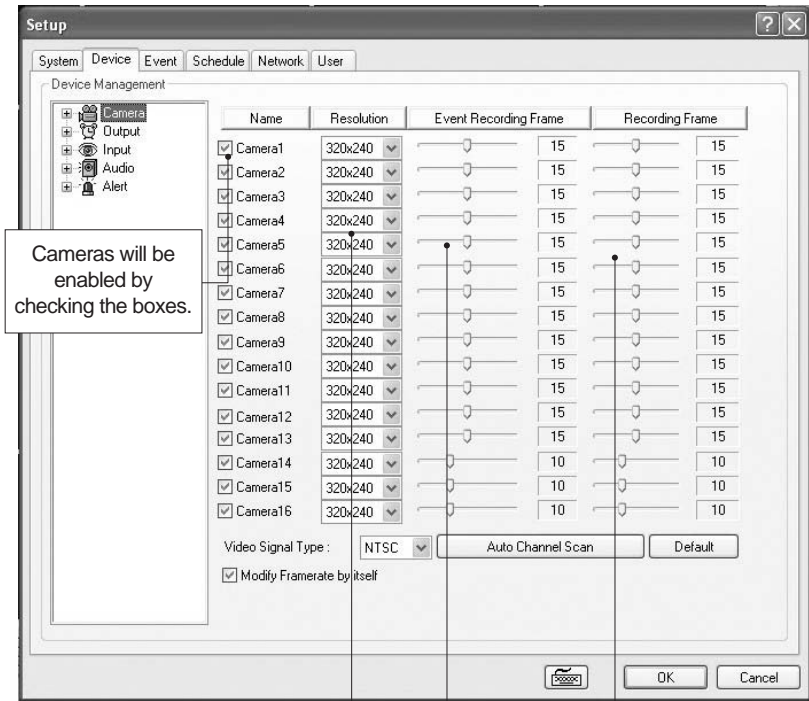 Setup
System Device Event Schedule Network User
Device Management
Camera
Output
Input
Audio
Alert
Name Resolution Event Recording Frame Recording Frame
Camera1 320x240 15 15
Camera2 320x240 15 15
Camera3 320x240 15 15
Camera4 320x240 15 15
Camera5 320x240 15 15
Camera6 320x240 15 15
Camera7 320x240 15 15
Camera8 320x240 15 15
Camera9 320x240 15 15
Camera10 320x240 15 15
Camera11 320x240 15 15
Camera12 320x240 15 15
Camera13 320x240 15 15
Camera14 320x240 10 10
Camera15 320x240 10 10
Camera16 320x240 10 10
Cameras will be
enabled by
checking the boxes.
Video Signal Type : NTSC Auto Channel Scan Default
Modify Framerate by itself
OK Cancel